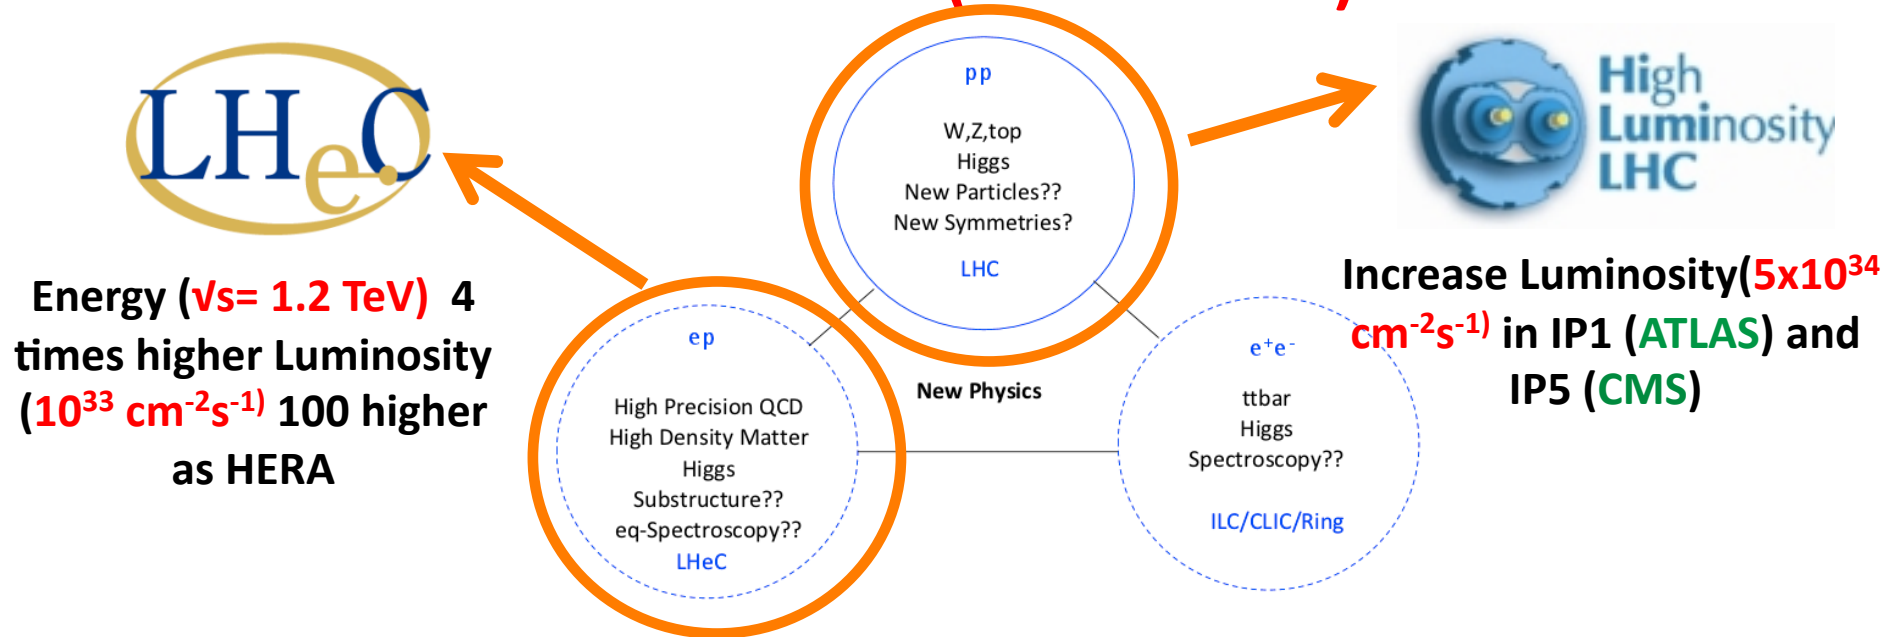 LHeC
Energy (√s= 1.2 TeV) 4
times higher Luminosity
(10³³ cm⁻²s⁻¹⁾ 100 higher
as HERA
pp
W,Z,top
Higgs
New Particles??
New Symmetries?
LHC
ep
High Precision QCD
High Density Matter
Higgs
Substructure??
eq-Spectroscopy??
LHeC
New Physics
e⁺e⁻
ttbar
Higgs
Spectroscopy??
ILC/CLIC/Ring
High
Luminosity
LHC
Increase Luminosity(5x10³⁴
cm⁻²s⁻¹⁾ in IP1 (ATLAS) and
IP5 (CMS)